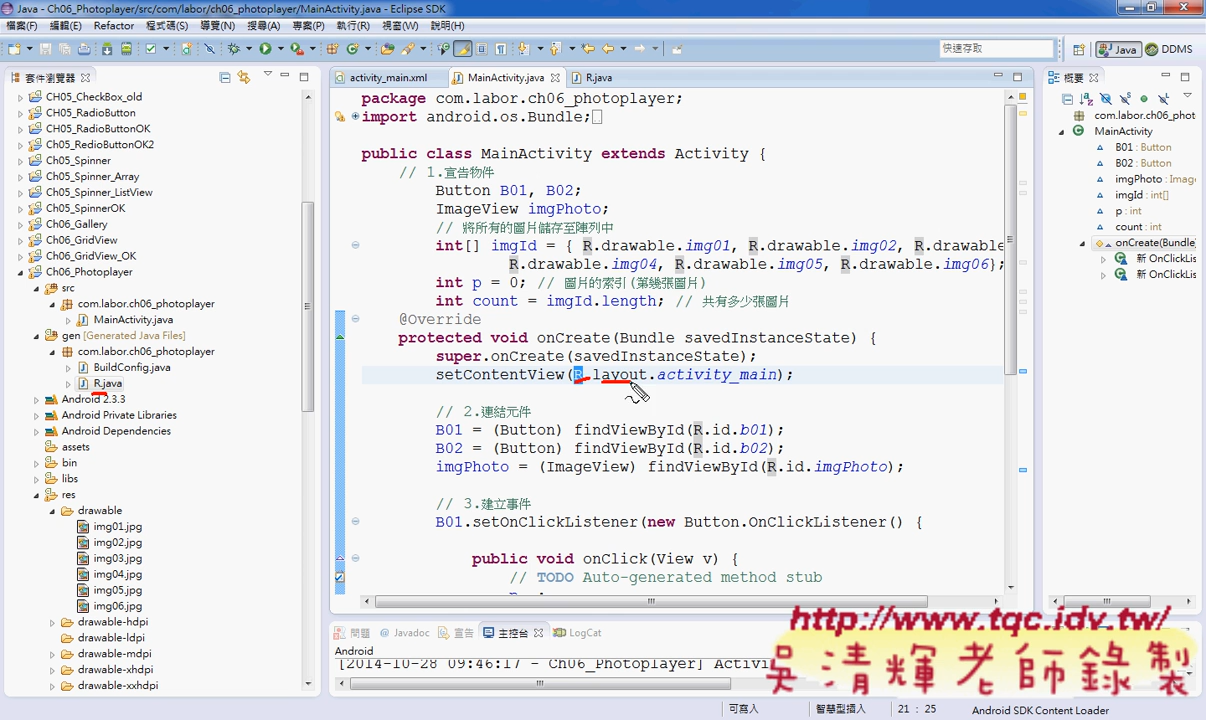 Java - Ch06_Photoplayer/src/com/labor/ch06_photoplayer/MainActivity.java - Eclipse SDK
檔案(F) 編輯(E) Refactor 程式碼(S) 導覽(N) 搜尋(A) 專案(P) 執行(R) 視窗(W) 說明(H)
快速存取
Java
DDMS
套件瀏覽器
CH05_CheckBox_old
CH05_RadioButton
CH05_RadioButtonOK
CH05_RedioButtonOK2
Ch05_Spinner
Ch05_Spinner_Array
Ch05_Spinner_ListView
Ch05_SpinnerOK
Ch06_Gallery
Ch06_GridView
Ch06_GridView_OK
Ch06_Photoplayer
src
com.labor.ch06_photoplayer
MainActivity.java
gen [Generated Java Files]
com.labor.ch06_photoplayer
BuildConfig.java
R.java
Android 2.3.3
Android Private Libraries
Android Dependencies
assets
bin
libs
res
drawable
img01.jpg
img02.jpg
img03.jpg
img04.jpg
img05.jpg
img06.jpg
drawable-hdpi
drawable-ldpi
drawable-mdpi
drawable-xhdpi
drawable-xxhdpi
activity_main.xml MainActivity.java R.java
package com.labor.ch06_photoplayer;
import android.os.Bundle;
public class MainActivity extends Activity {
// 1.宣告物件
Button B01, B02;
ImageView imgPhoto;
// 將所有的圖片儲存至陣列中
int[] imgId = { R.drawable.img01, R.drawable.img02, R.drawable
R.drawable.img04, R.drawable.img05, R.drawable.img06};
int p = 0; // 圖片的索引(第幾張圖片)
int count = imgId.length; // 共有多少張圖片
@Override
protected void onCreate(Bundle savedInstanceState) {
super.onCreate(savedInstanceState);
setContentView(R.layout.activity_main);
// 2.連結元件
B01 = (Button) findViewById(R.id.b01);
B02 = (Button) findViewById(R.id.b02);
imgPhoto = (ImageView) findViewById(R.id.imgPhoto);
// 3.建立事件
B01.setOnClickListener(new Button.OnClickListener() {
public void onClick(View v) {
// TODO Auto-generated method stub
概要
com.labor.ch06_phot
MainActivity
B01 : Button
B02 : Button
imgPhoto : Image
imgId : int[]
p : int
count : int
onCreate(Bundle)
新 OnClickLis
新 OnClickLis
問題 Javadoc 宣告 主控台 LogCat
Android
[2014-10-28 09:46:17 - Ch06_Photoplayer] Activi
http://www.tqc.idv.tw/
吳清輝老師錄製
可寫入 智慧型插入 21 : 25 Android SDK Content Loader